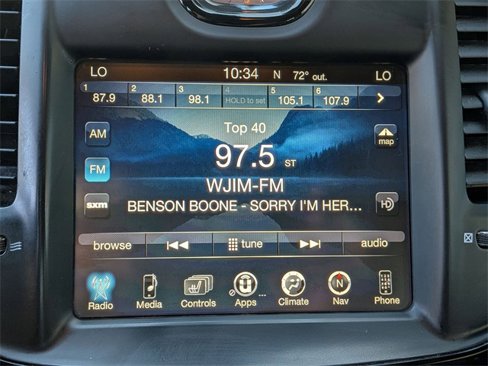 LO 10:34 N 72° out. LO
1 2 3 4 5 6
87.9 88.1 98.1 HOLD to set 105.1 107.9
AM Top 40 map
97.5 ST
FM
WJIM-FM
sxm BENSON BOONE - SORRY I'M HER... HD
browse tune audio
Radio Media Controls Apps ... Climate Nav Phone